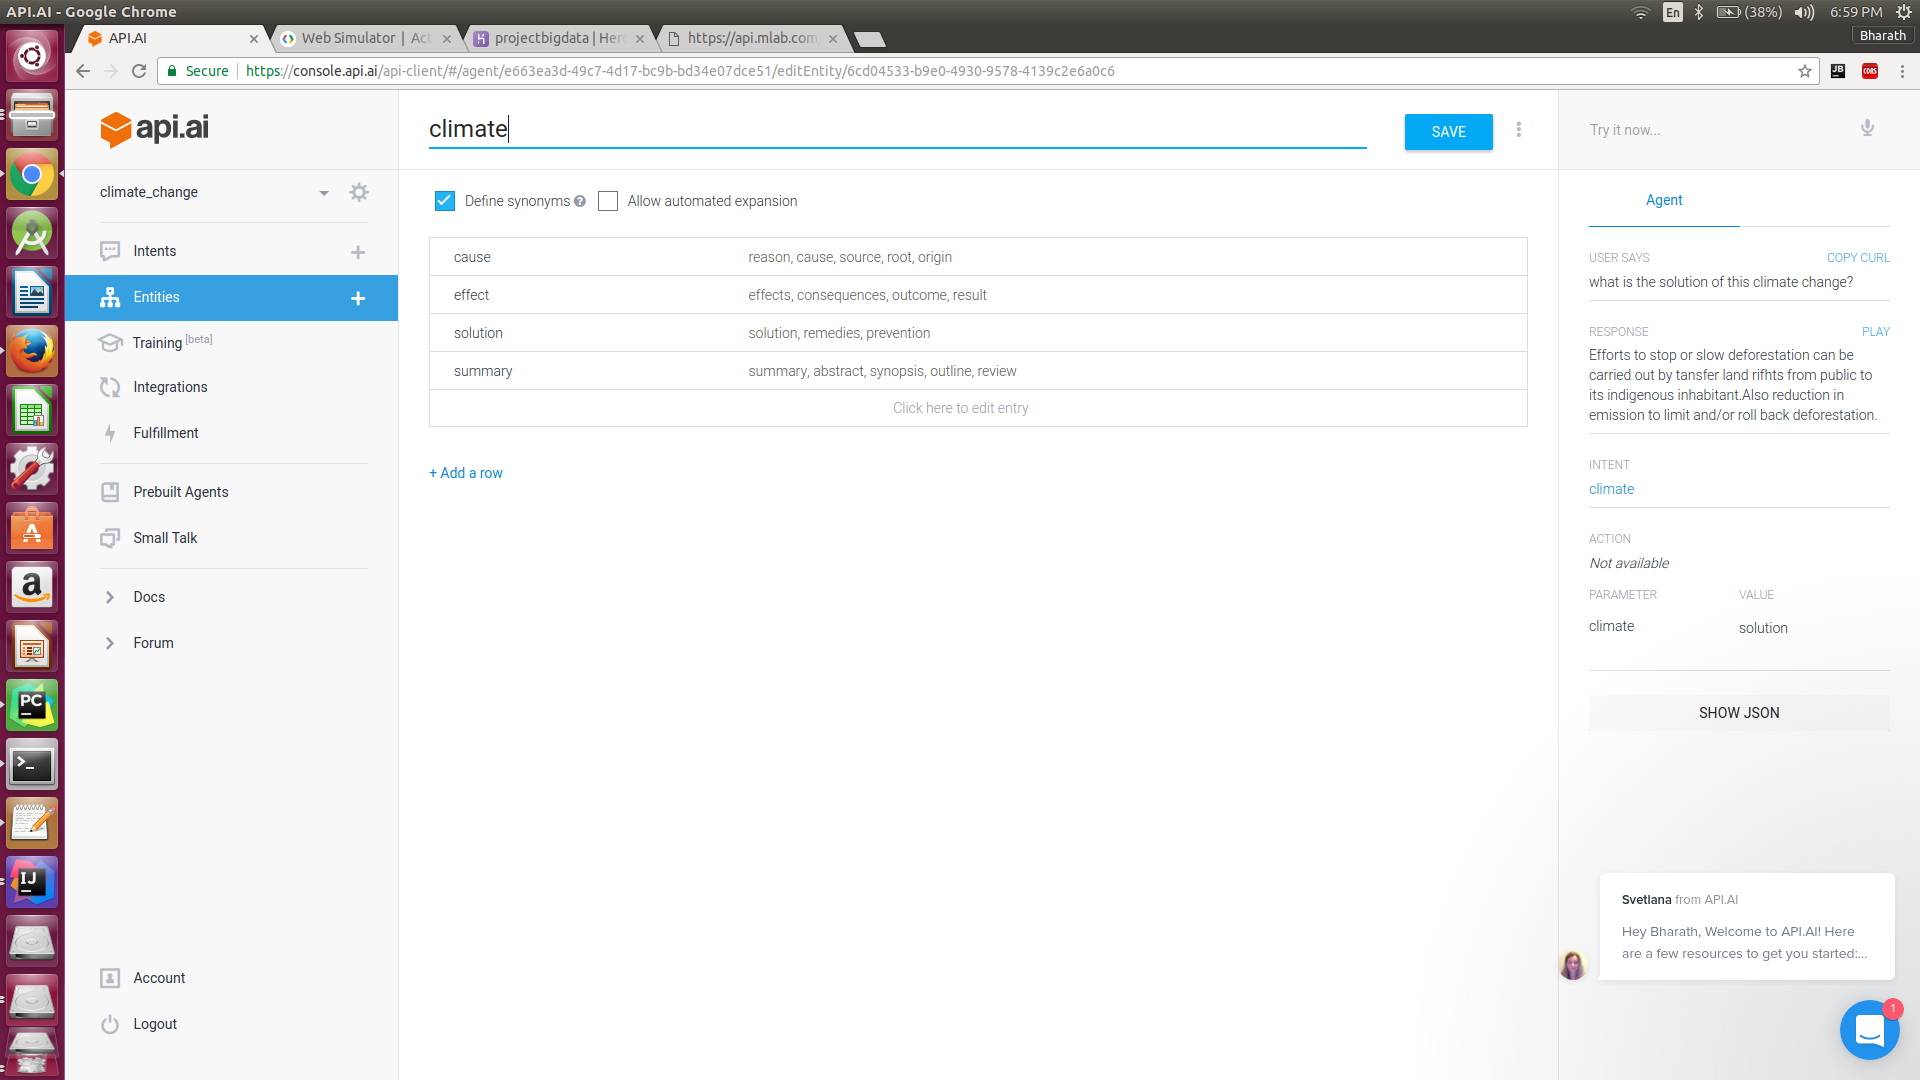 API.AI - Google Chrome
En
(38%)
6:59 PM
Bharath
API.AI
Web Simulator | Act
projectbigdata | Her
https://api.mlab.com
Secure
https://console.api.ai/api-client/#/agent/e663ea3d-49c7-4d17-bc9b-bd34e07dce51/editEntity/6cd04533-b9e0-4930-9578-4139c2e6a0c6
JB
CORS
api.ai
climate_change
Intents
Entities
Training [beta]
Integrations
Fulfillment
Prebuilt Agents
Small Talk
Docs
Forum
Account
Logout
climate
SAVE
Define synonyms
Allow automated expansion
cause reason, cause, source, root, origin
effect effects, consequences, outcome, result
solution solution, remedies, prevention
summary summary, abstract, synopsis, outline, review
Click here to edit entry
+ Add a row
Try it now...
Agent
USER SAYS COPY CURL
what is the solution of this climate change?
RESPONSE PLAY
Efforts to stop or slow deforestation can be
carried out by tansfer land rifhts from public to
its indigenous inhabitant.Also reduction in
emission to limit and/or roll back deforestation.
INTENT
climate
ACTION
Not available
PARAMETER VALUE
climate solution
SHOW JSON
Svetlana from API.AI
Hey Bharath, Welcome to API.AI! Here
are a few resources to get you started:...
1
PC
IJ